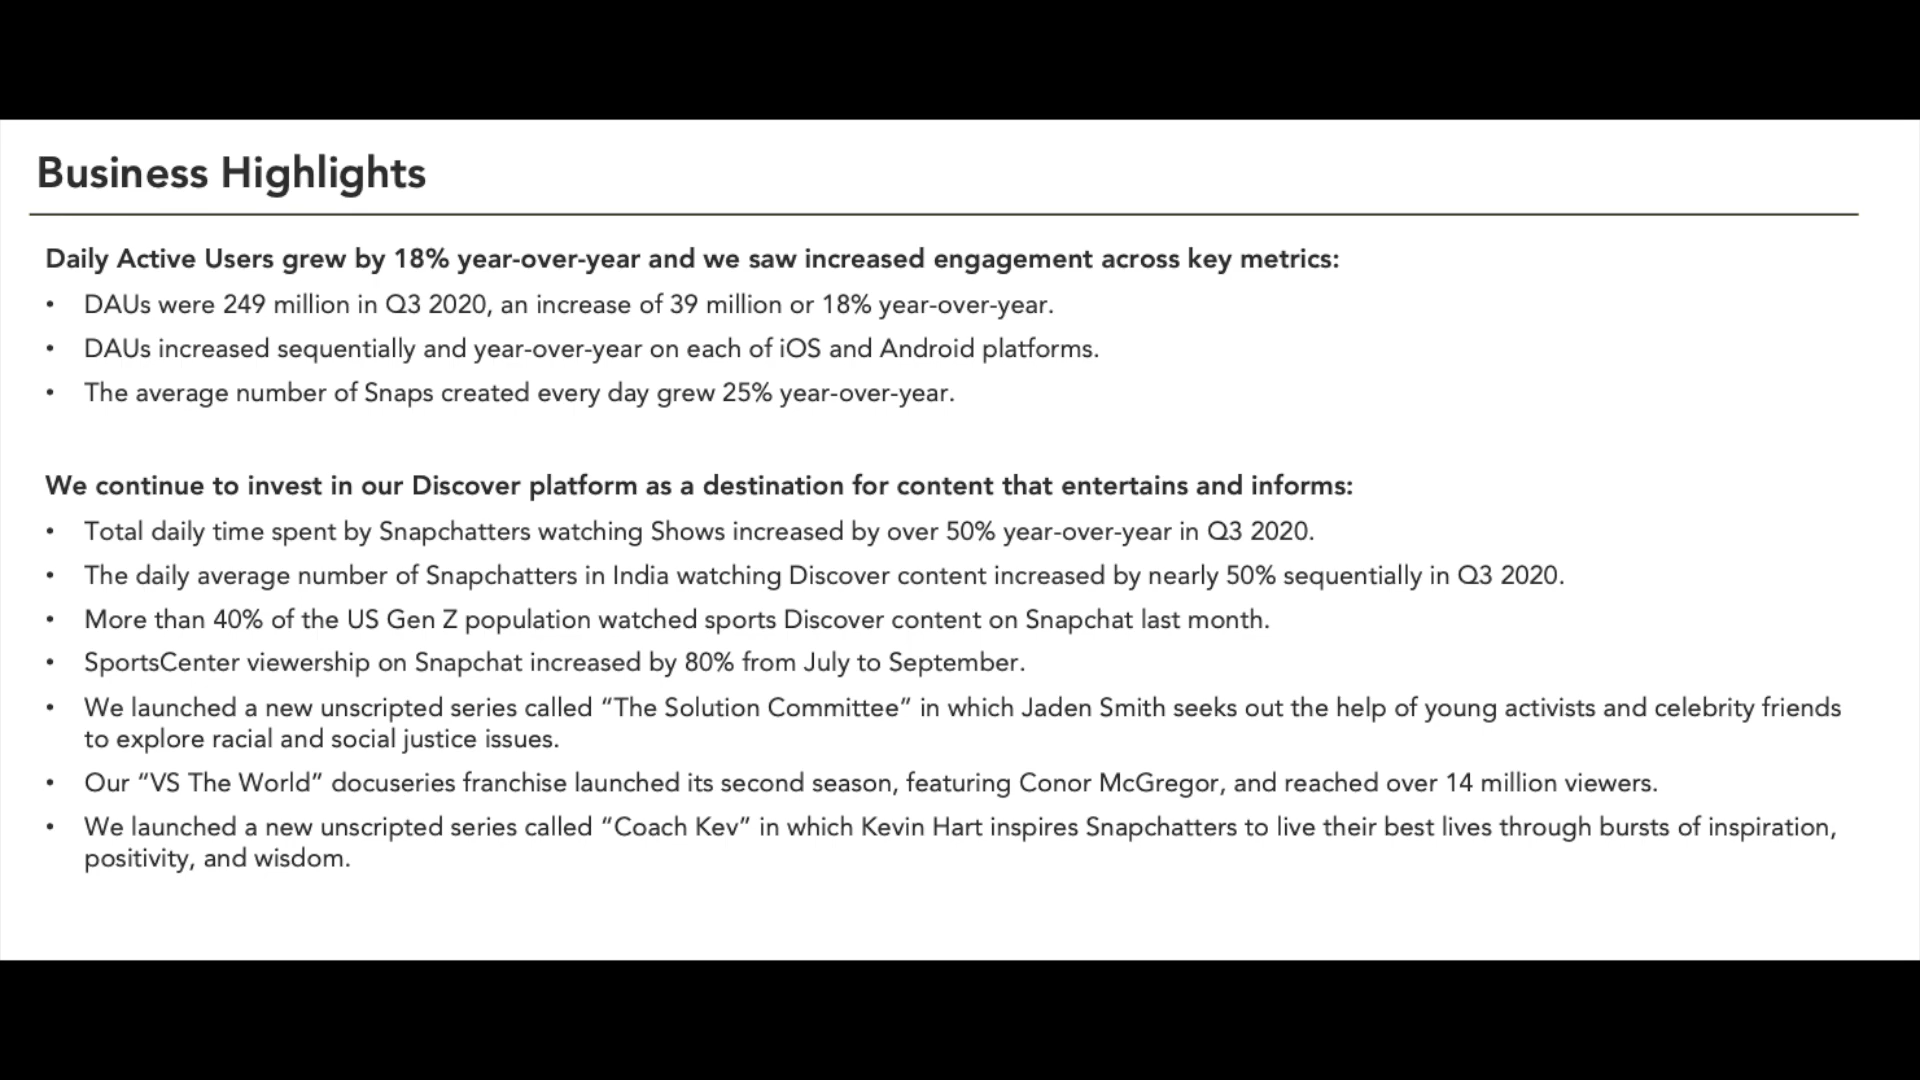 Business Highlights
Daily Active Users grew by 18% year-over-year and we saw increased engagement across key metrics:
• DAUs were 249 million in Q3 2020, an increase of 39 million or 18% year-over-year.
• DAUs increased sequentially and year-over-year on each of iOS and Android platforms.
• The average number of Snaps created every day grew 25% year-over-year.
We continue to invest in our Discover platform as a destination for content that entertains and informs:
• Total daily time spent by Snapchatters watching Shows increased by over 50% year-over-year in Q3 2020.
• The daily average number of Snapchatters in India watching Discover content increased by nearly 50% sequentially in Q3 2020.
• More than 40% of the US Gen Z population watched sports Discover content on Snapchat last month.
• SportsCenter viewership on Snapchat increased by 80% from July to September.
• We launched a new unscripted series called “The Solution Committee” in which Jaden Smith seeks out the help of young activists and celebrity friends
to explore racial and social justice issues.
• Our “VS The World” docuseries franchise launched its second season, featuring Conor McGregor, and reached over 14 million viewers.
• We launched a new unscripted series called “Coach Kev” in which Kevin Hart inspires Snapchatters to live their best lives through bursts of inspiration,
positivity, and wisdom.